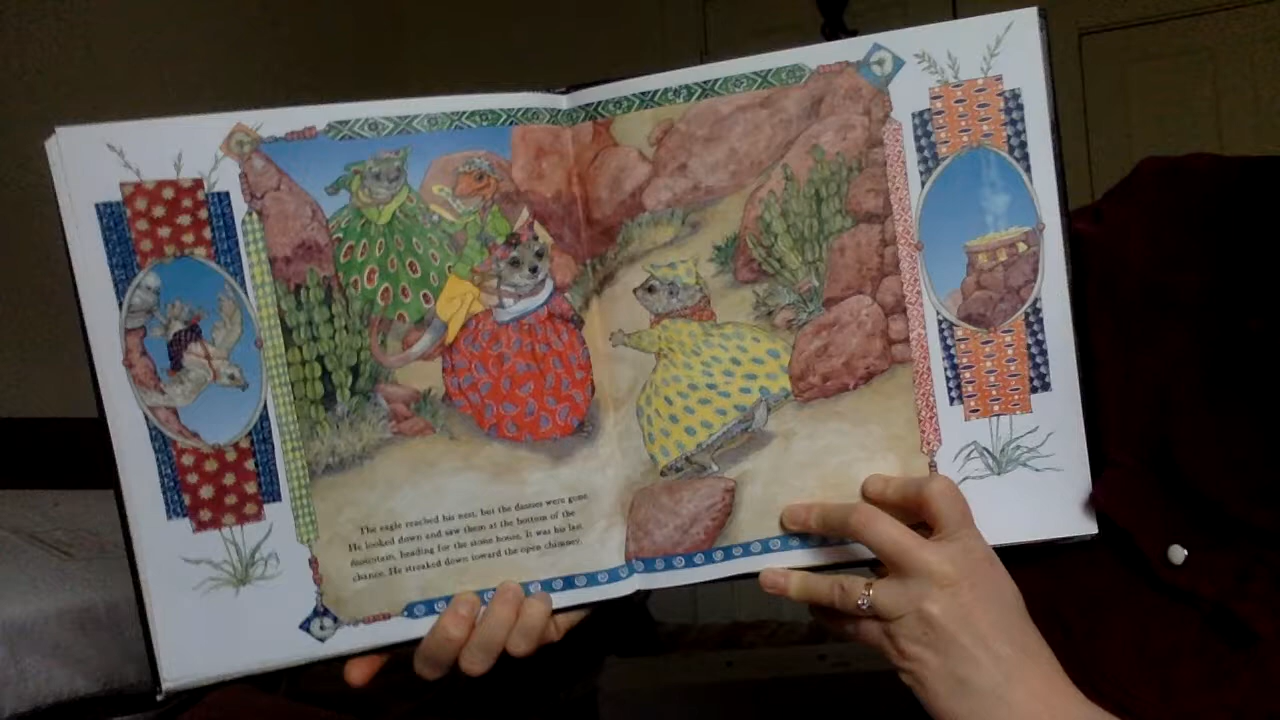 The eagle reached his nest, but the dassies were gone.
He looked down and saw them at the bottom of the
mountain, heading for the stone house. It was his last
chance. He streaked down toward the open chimney.